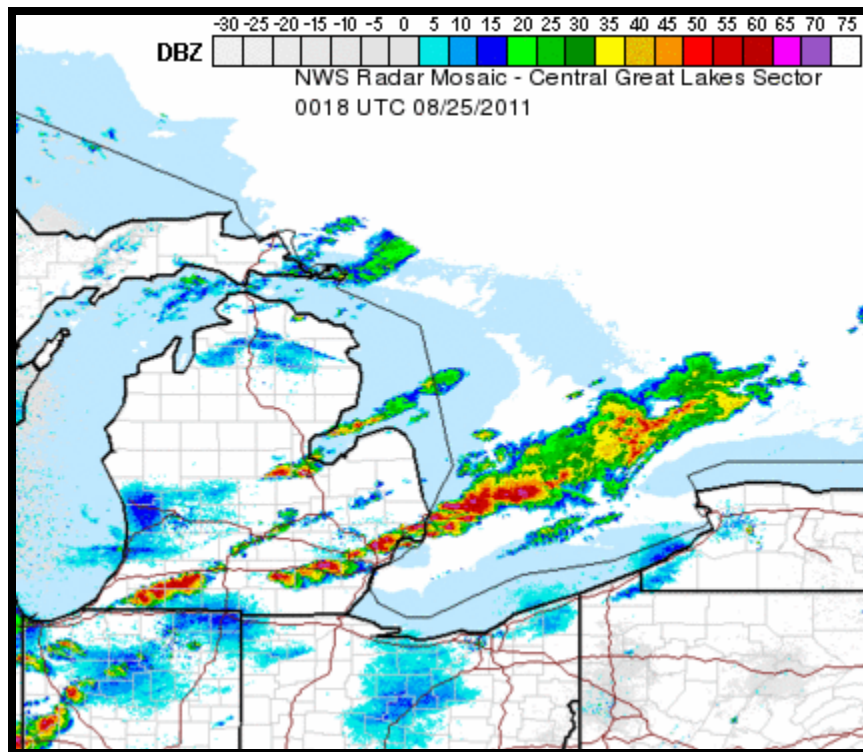 -30 -25 -20 -15 -10 -5 0 5 10 15 20 25 30 35 40 45 50 55 60 65 70 75
DBZ
NWS Radar Mosaic - Central Great Lakes Sector
0018 UTC 08/25/2011